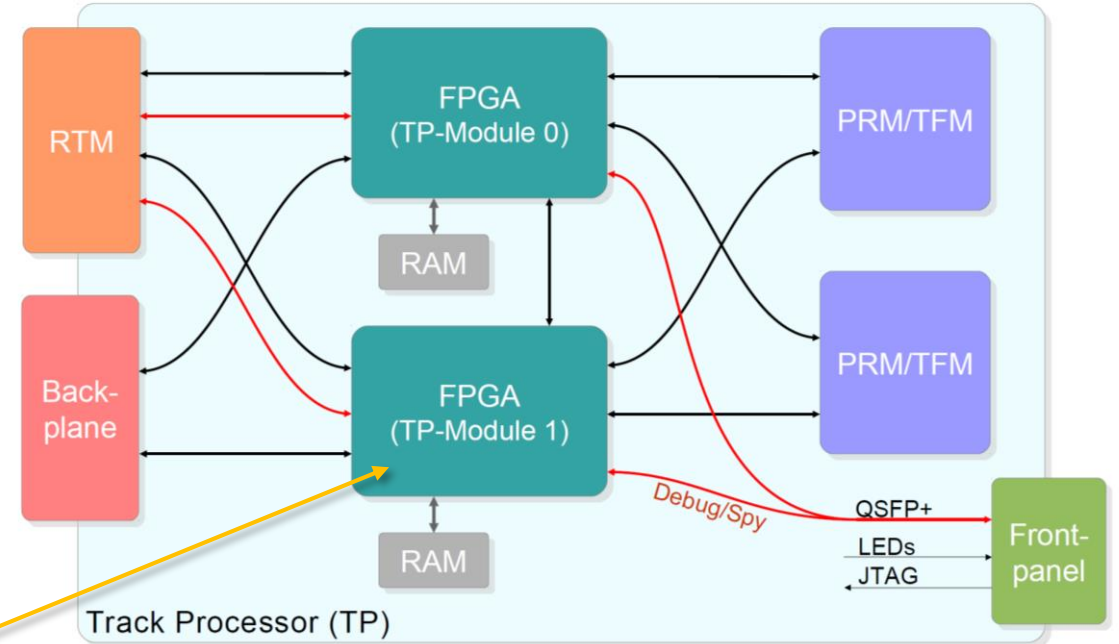 RTM
FPGA
(TP-Module 0)
PRM/TFM
RAM
Back-
plane
FPGA
(TP-Module 1)
PRM/TFM
Debug/Spy
QSFP+
LEDs
JTAG
Front-
panel
RAM
Track Processor (TP)